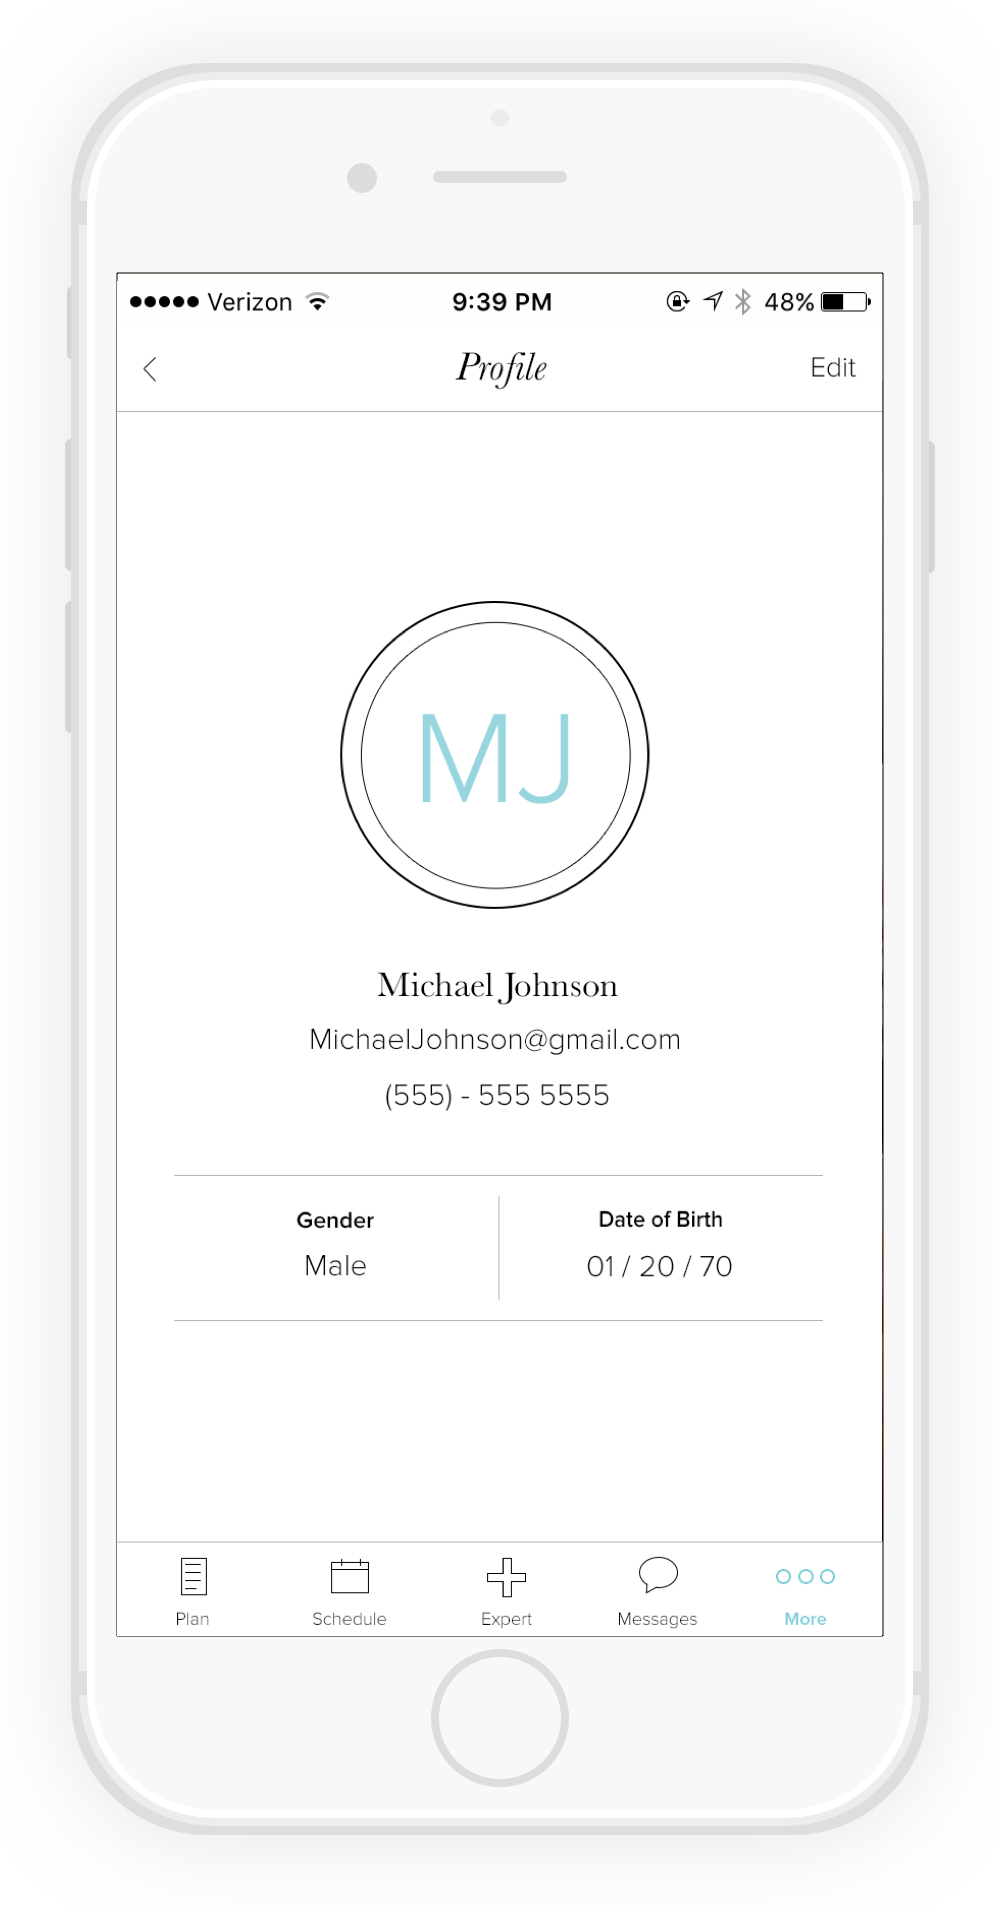 Verizon 9:39 PM 48%
Profile Edit
MJ
Michael Johnson
MichaelJohnson@gmail.com
(555) - 555 5555
Gender Date of Birth
Male 01 / 20 / 70
Plan Schedule Expert Messages More